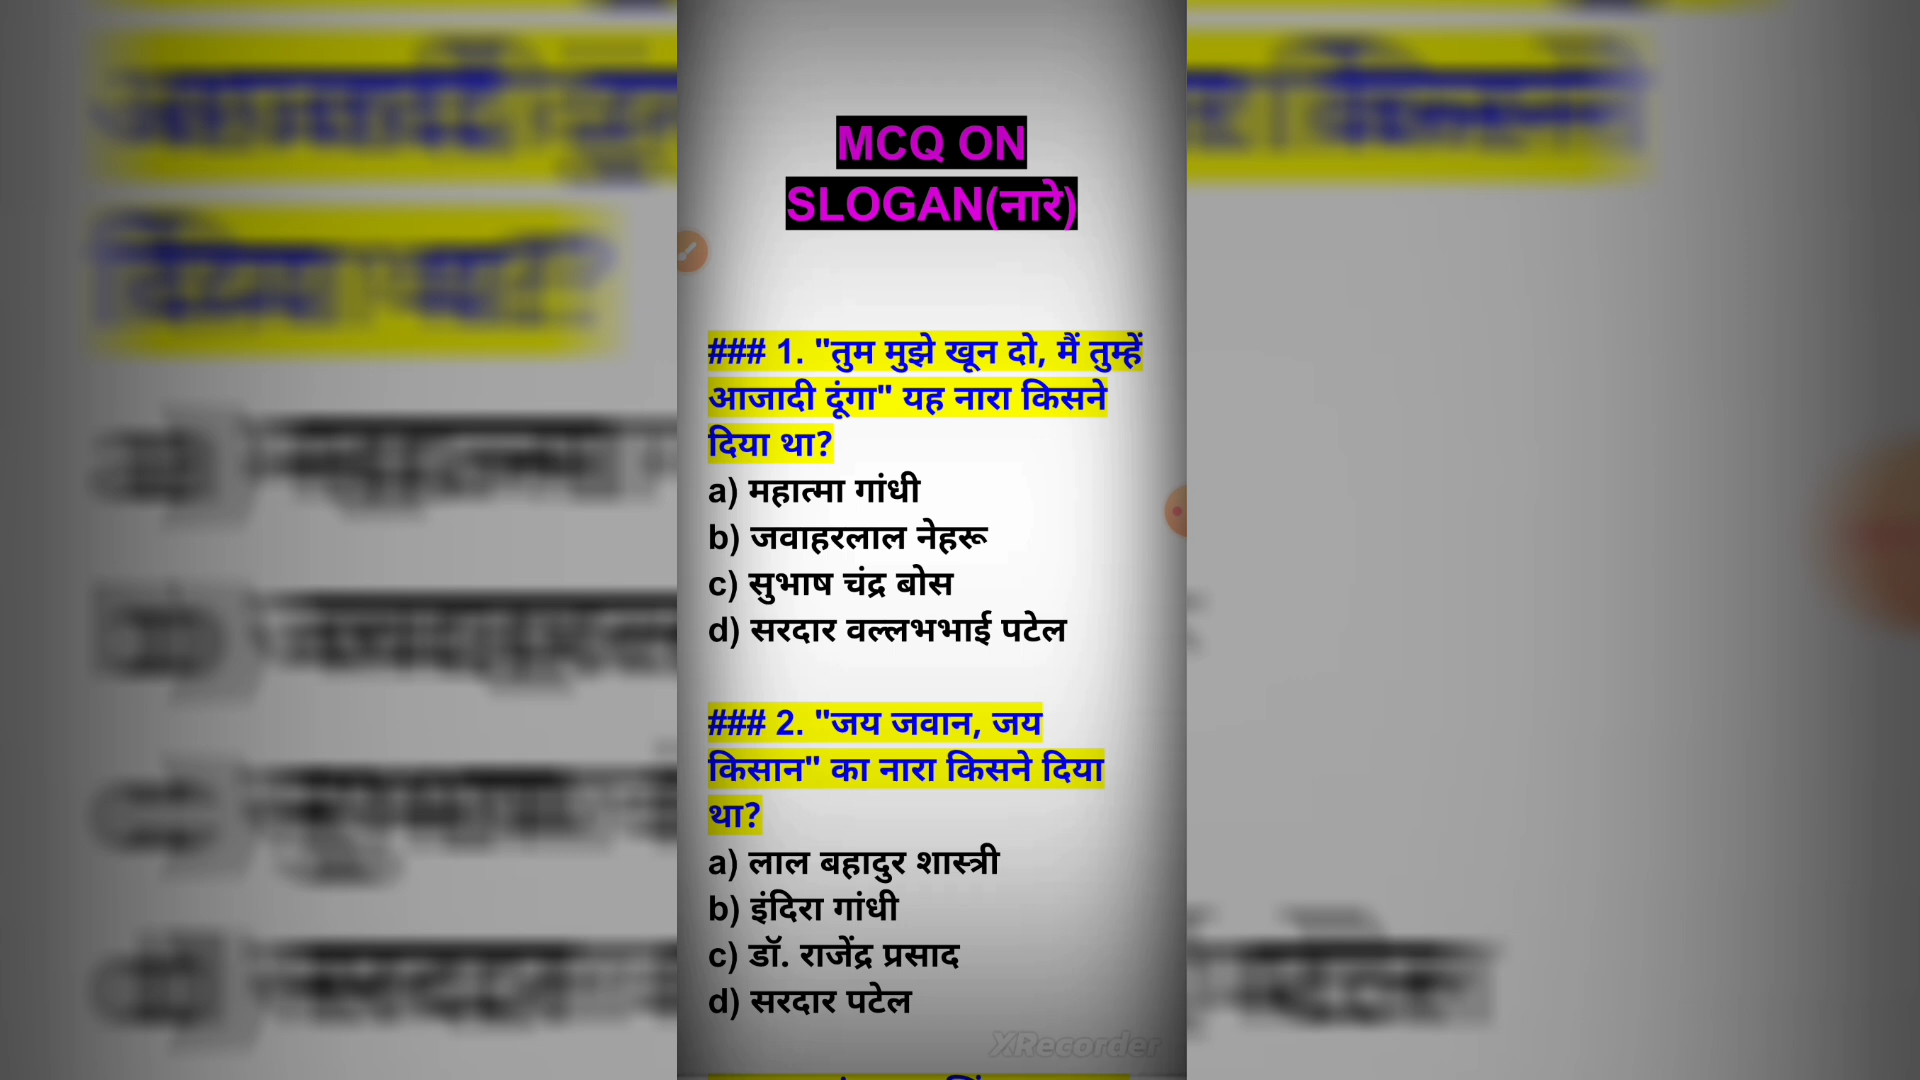 MCQ ON
SLOGAN(नारे)
### 1. "तुम मुझे खून दो, मैं तुम्हें
आजादी दूंगा" यह नारा किसने
दिया था?
a) महात्मा गांधी
b) जवाहरलाल नेहरू
c) सुभाष चंद्र बोस
d) सरदार वल्लभभाई पटेल
### 2. "जय जवान, जय
किसान" का नारा किसने दिया
था?
a) लाल बहादुर शास्त्री
b) इंदिरा गांधी
c) डॉ. राजेंद्र प्रसाद
d) सरदार पटेल
XRecorder